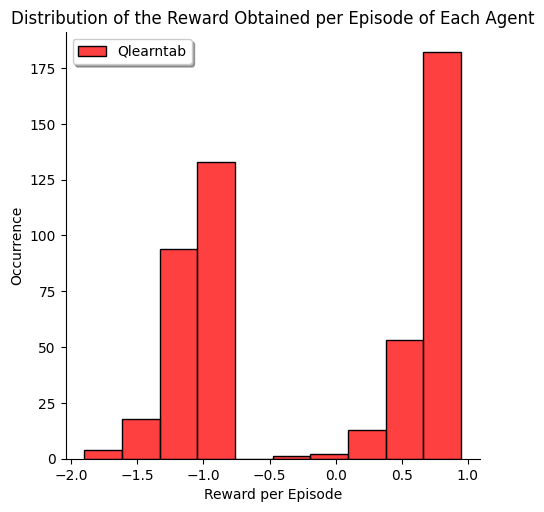 Distribution of the Reward Obtained per Episode of Each Agent
Qlearntab
175
150
125
100
75
50
25
0
Occurrence
−2.0 −1.5 −1.0 −0.5 0.0 0.5 1.0
Reward per Episode